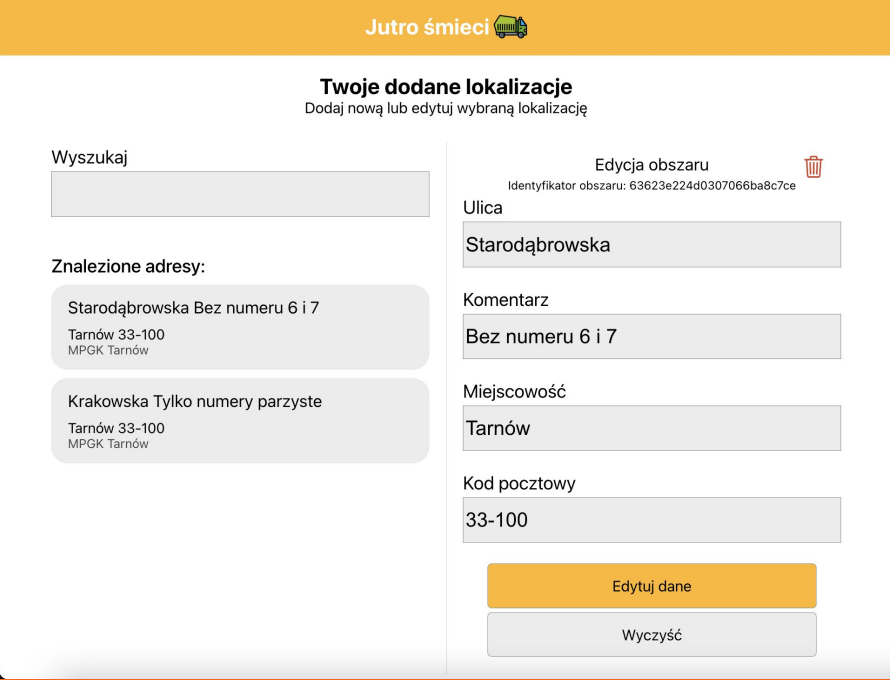 Jutro śmieci
Twoje dodane lokalizacje
Dodaj nową lub edytuj wybraną lokalizację
Wyszukaj
Znalezione adresy:
Starodąbrowska Bez numeru 6 i 7
Tarnów 33-100
MPGK Tarnów
Krakowska Tylko numery parzyste
Tarnów 33-100
MPGK Tarnów
Edycja obszaru
Identyfikator obszaru: 63623e224d0307066ba8c7ce
Ulica
Starodąbrowska
Komentarz
Bez numeru 6 i 7
Miejscowość
Tarnów
Kod pocztowy
33-100
Edytuj dane
Wyczyść